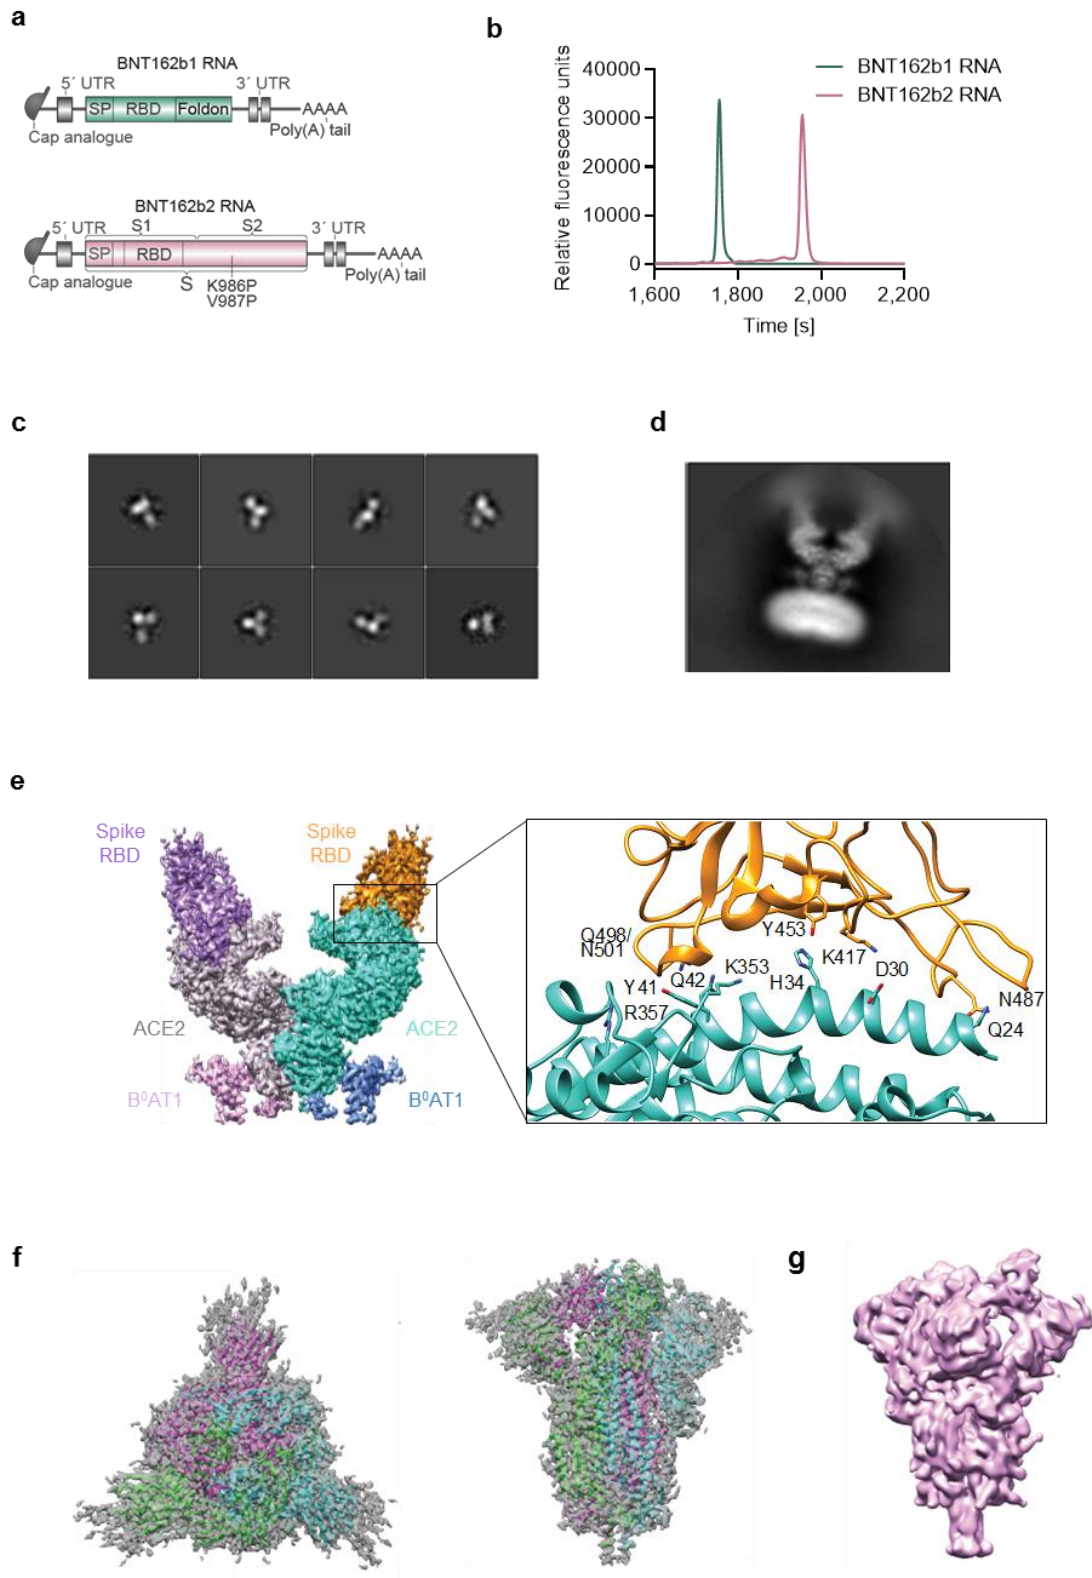 a
BNT162b1 RNA
5´ UTR
3´ UTR
SP
RBD
Foldon
AAAA
Cap analogue
Poly(A) tail
BNT162b2 RNA
5´ UTR
S1
S2
3´ UTR
SP
RBD
AAAA
Cap analogue
S
K986P
V987P
Poly(A) tail
b
Relative fluorescence units
40000
30000
20000
10000
0
BNT162b1 RNA
BNT162b2 RNA
1,600
1,800
2,000
2,200
Time [s]
c
d
e
Spike
RBD
Spike
RBD
ACE2
ACE2
B⁰AT1
B⁰AT1
Q498/
N501
Y453
K417
D30
K353
Q42
H34
Y41
R357
N487
Q24
f
g